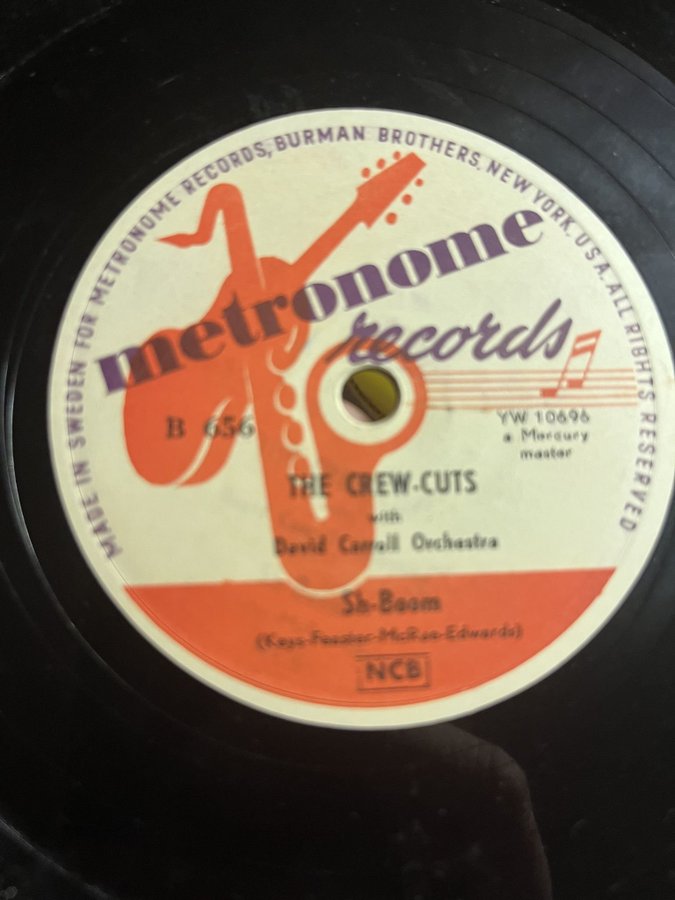 MADE IN SWEDEN FOR METRONOME RECORDS, BURMAN BROTHERS, NEW YORK, U.S.A. ALL RIGHTS RESERVED
metronome
records
B 656
YW 10696
a Mercury
master
THE CREW-CUTS
with
David Carroll Orchestra
Sh-Boom
(Keys-Feaster-McRae-Edwards)
NCB